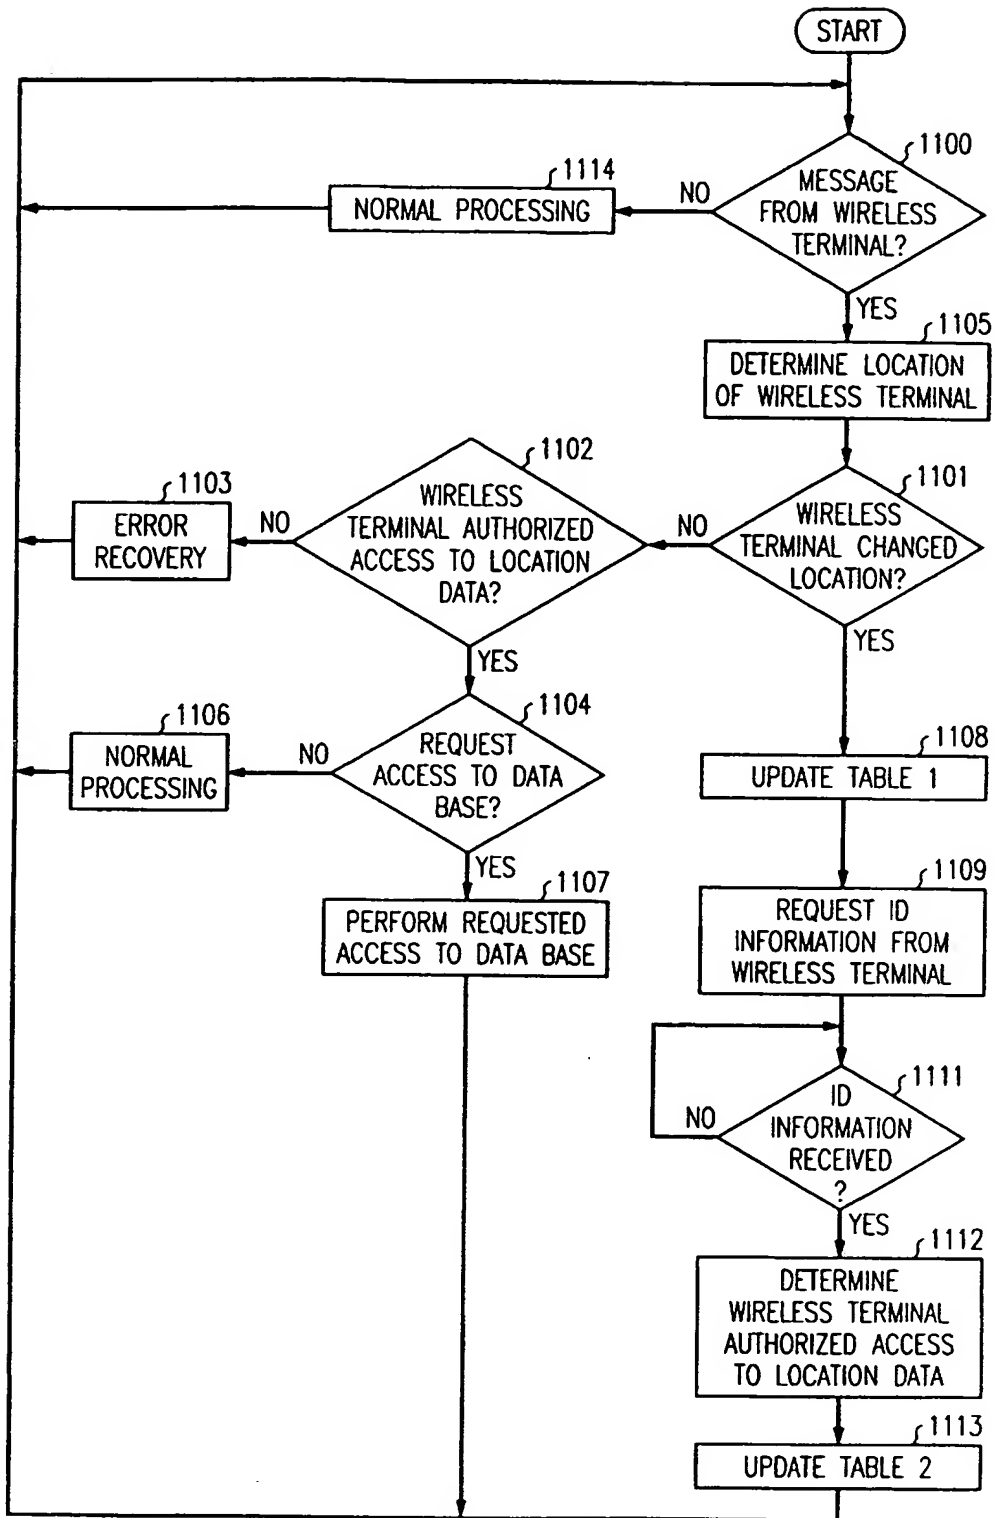 START
1100
MESSAGE
FROM WIRELESS
TERMINAL?
NO
1114
NORMAL PROCESSING
YES
1105
DETERMINE LOCATION
OF WIRELESS TERMINAL
1101
WIRELESS
TERMINAL CHANGED
LOCATION?
NO
1102
WIRELESS
TERMINAL AUTHORIZED
ACCESS TO LOCATION
DATA?
NO
1103
ERROR
RECOVERY
YES
1104
REQUEST
ACCESS TO DATA
BASE?
NO
1106
NORMAL
PROCESSING
YES
1107
PERFORM REQUESTED
ACCESS TO DATA BASE
YES
1108
UPDATE TABLE 1
1109
REQUEST ID
INFORMATION FROM
WIRELESS TERMINAL
1111
ID
INFORMATION
RECEIVED
?
NO
YES
1112
DETERMINE
WIRELESS TERMINAL
AUTHORIZED ACCESS
TO LOCATION DATA
1113
UPDATE TABLE 2